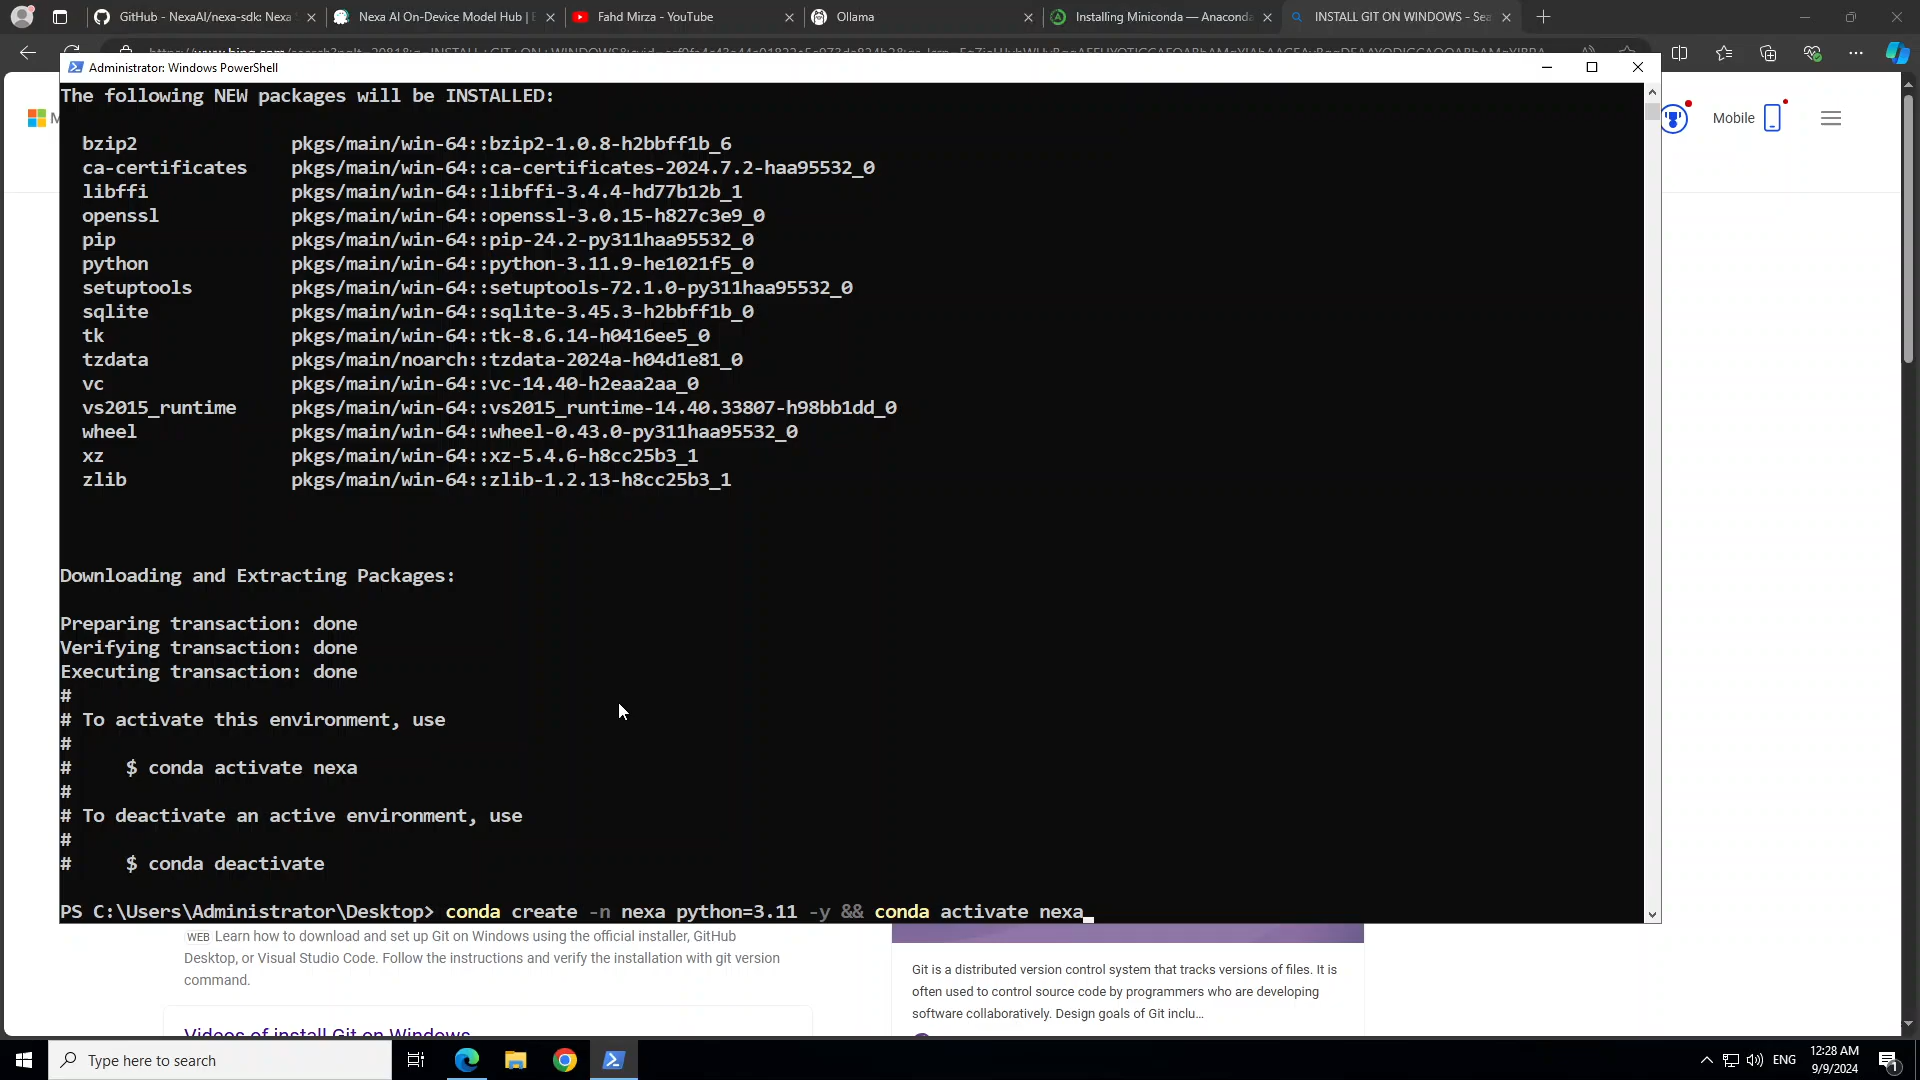 GitHub - NexaAI/nexa-sdk: Nexa
Nexa AI On-Device Model Hub | E
Fahd Mirza - YouTube
Ollama
Installing Miniconda — Anaconda
INSTALL GIT ON WINDOWS - Sea
Administrator: Windows PowerShell
Mobile
The following NEW packages will be INSTALLED:
bzip2 pkgs/main/win-64::bzip2-1.0.8-h2bbff1b_6
ca-certificates pkgs/main/win-64::ca-certificates-2024.7.2-haa95532_0
libffi pkgs/main/win-64::libffi-3.4.4-hd77b12b_1
openssl pkgs/main/win-64::openssl-3.0.15-h827c3e9_0
pip pkgs/main/win-64::pip-24.2-py311haa95532_0
python pkgs/main/win-64::python-3.11.9-he1021f5_0
setuptools pkgs/main/win-64::setuptools-72.1.0-py311haa95532_0
sqlite pkgs/main/win-64::sqlite-3.45.3-h2bbff1b_0
tk pkgs/main/win-64::tk-8.6.14-h0416ee5_0
tzdata pkgs/main/noarch::tzdata-2024a-h04d1e81_0
vc pkgs/main/win-64::vc-14.40-h2eaa2aa_0
vs2015_runtime pkgs/main/win-64::vs2015_runtime-14.40.33807-h98bb1dd_0
wheel pkgs/main/win-64::wheel-0.43.0-py311haa95532_0
xz pkgs/main/win-64::xz-5.4.6-h8cc25b3_1
zlib pkgs/main/win-64::zlib-1.2.13-h8cc25b3_1
Downloading and Extracting Packages:
Preparing transaction: done
Verifying transaction: done
Executing transaction: done
#
# To activate this environment, use
#
# $ conda activate nexa
#
# To deactivate an active environment, use
#
# $ conda deactivate
PS C:\Users\Administrator\Desktop> conda create -n nexa python=3.11 -y && conda activate nexa_
WEB Learn how to download and set up Git on Windows using the official installer, GitHub
Desktop, or Visual Studio Code. Follow the instructions and verify the installation with git version
command.
Videos of install Git on Windows
Git is a distributed version control system that tracks versions of files. It is
often used to control source code by programmers who are developing
software collaboratively. Design goals of Git inclu...
Type here to search
ENG
12:28 AM
9/9/2024
1